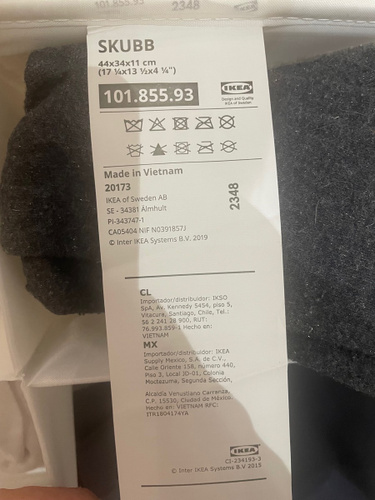 101.855.93
2348
SKUBB
44x34x11 cm
(17 ¼x13 ½x4 ¼")
101.855.93
IKEA
Design and Quality
IKEA of Sweden
Made in Vietnam
20173
IKEA of Sweden AB
SE - 34381 Älmhult
PI-343747-1
CA05404 NIF N0391857J
© Inter IKEA Systems B.V. 2019
2348
CL
Importador/distribuidor: IKSO
SpA, Av. Kennedy 5454, piso 5,
Vitacura, Santiago, Chile, Tel.:
56 2 241 28 900, RUT:
76.993.859-1 Hecho en:
VIETNAM
MX
Importador/distribuidor: IKEA
Supply Mexico, S.A. de C.V.,
Calle Oriente 158, número 440,
Piso 3, Local JO-01, Colonia
Moctezuma, Segunda Sección,
Alcaldía Venustiano Carranza,
C.P. 15530, Ciudad de México
Hecho en: VIETNAM RFC:
IKEA
CI-234193-3
© Inter IKEA Systems B.V 2015